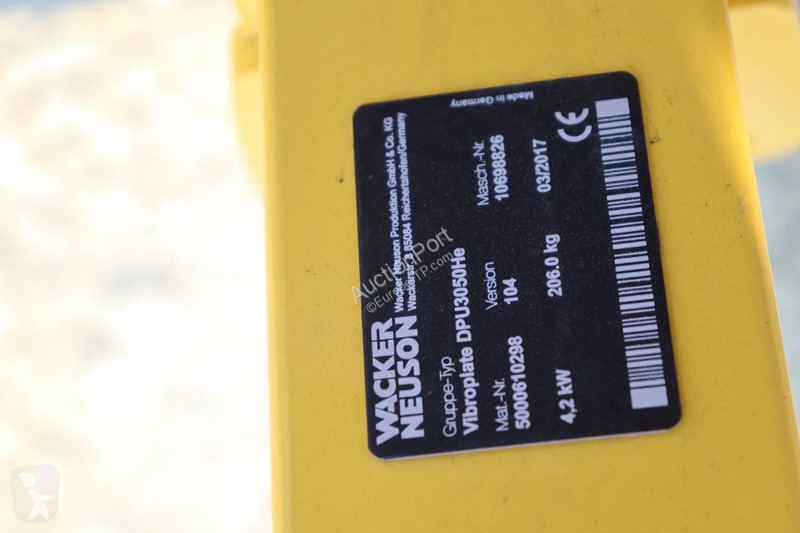 WACKER
NEUSON
Wacker Neuson Produktion GmbH & Co. KG
Wackerstr. 85084 Reichertshofen/Germany
Gruppe-Typ
Vibroplate DPU3050He
Mat.-Nr. Version Masch.-Nr.
5000610298 104 10698826
4,2 kW 206.0 kg 03/2017
CE
Made in Germany
AuctionPort